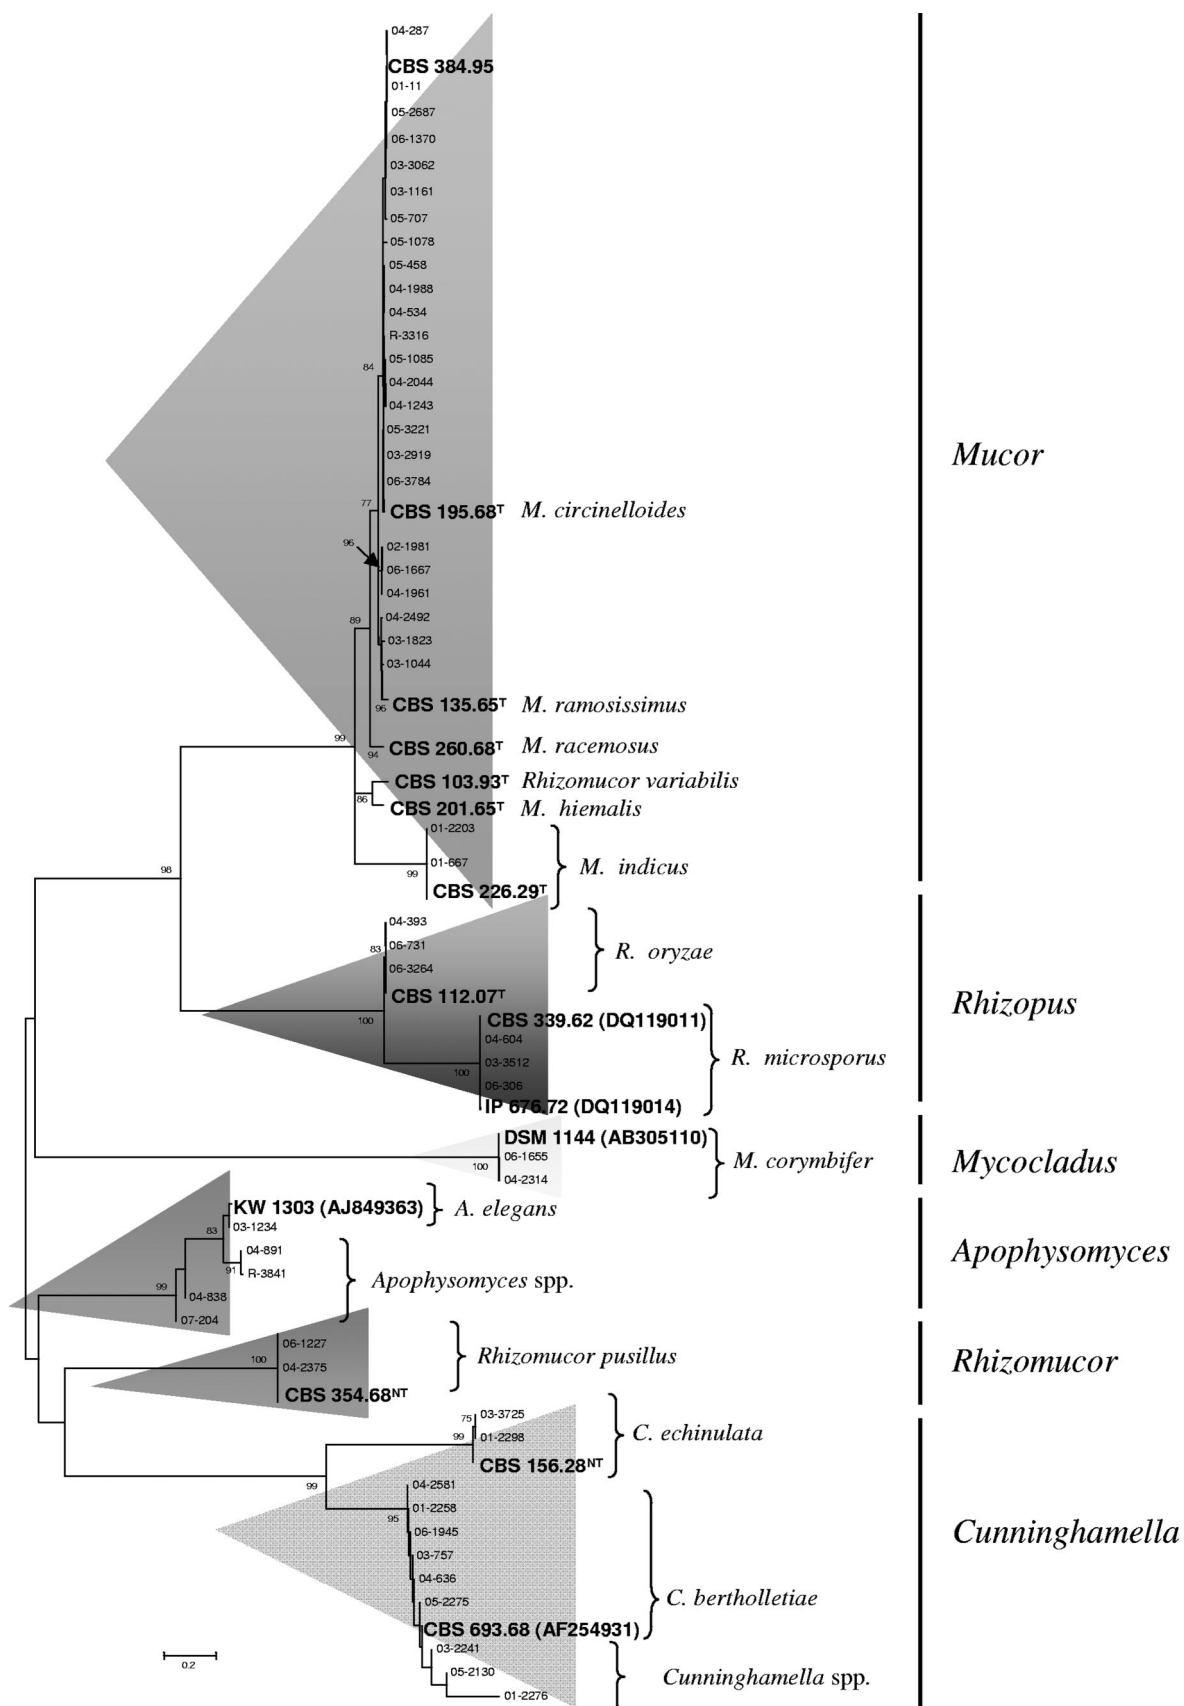 04-287
CBS 384.95
01-11
05-2687
06-1370
03-3062
03-1161
05-707
05-1078
05-458
04-1988
04-534
R-3316
05-1085
84
04-2044
04-1243
05-3221
Mucor
03-2919
06-3784
77
CBS 195.68ᵀ M. circinelloides
96
02-1981
06-1667
04-1961
04-2492
89
03-1823
03-1044
CBS 135.65ᵀ M. ramosissimus
96
99
CBS 260.68ᵀ M. racemosus
94
CBS 103.93ᵀ Rhizomucor variabilis
86
CBS 201.65ᵀ M. hiemalis
01-2203
01-667
M. indicus
98
99
CBS 226.29ᵀ
04-393
83
06-731
R. oryzae
06-3264
CBS 112.07ᵀ
Rhizopus
100
CBS 339.62 (DQ119011)
04-604
03-3512
R. microsporus
100
06-306
IP 676.72 (DQ119014)
DSM 1144 (AB305110)
06-1655
M. corymbifer
Mycocladus
100
04-2314
KW 1303 (AJ849363)
A. elegans
83
03-1234
04-891
Apophysomyces
91
R-3841
99
Apophysomyces spp.
04-838
07-204
06-1227
100
Rhizomucor pusillus
Rhizomucor
04-2375
CBS 354.68ᴺᵀ
03-3725
75
99
01-2298
C. echinulata
CBS 156.28ᴺᵀ
99
04-2581
01-2258
95
06-1945
Cunninghamella
03-757
04-636
C. bertholletiae
05-2275
CBS 693.68 (AF254931)
03-2241
0.2
05-2130
Cunninghamella spp.
01-2276